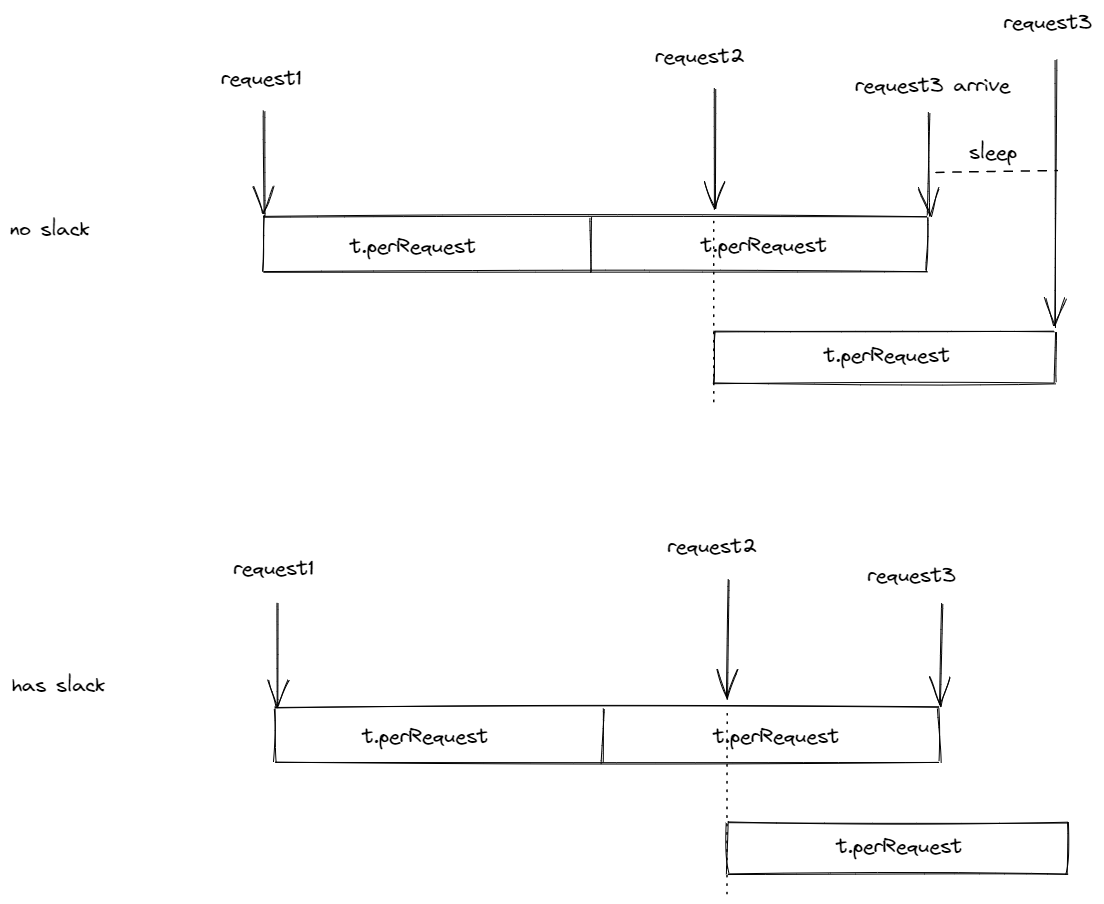 request3
request2
request1
request3 arrive
sleep
no slack
t.perRequest
t.perRequest
t.perRequest
request2
request1
request3
has slack
t.perRequest
t.perRequest
t.perRequest